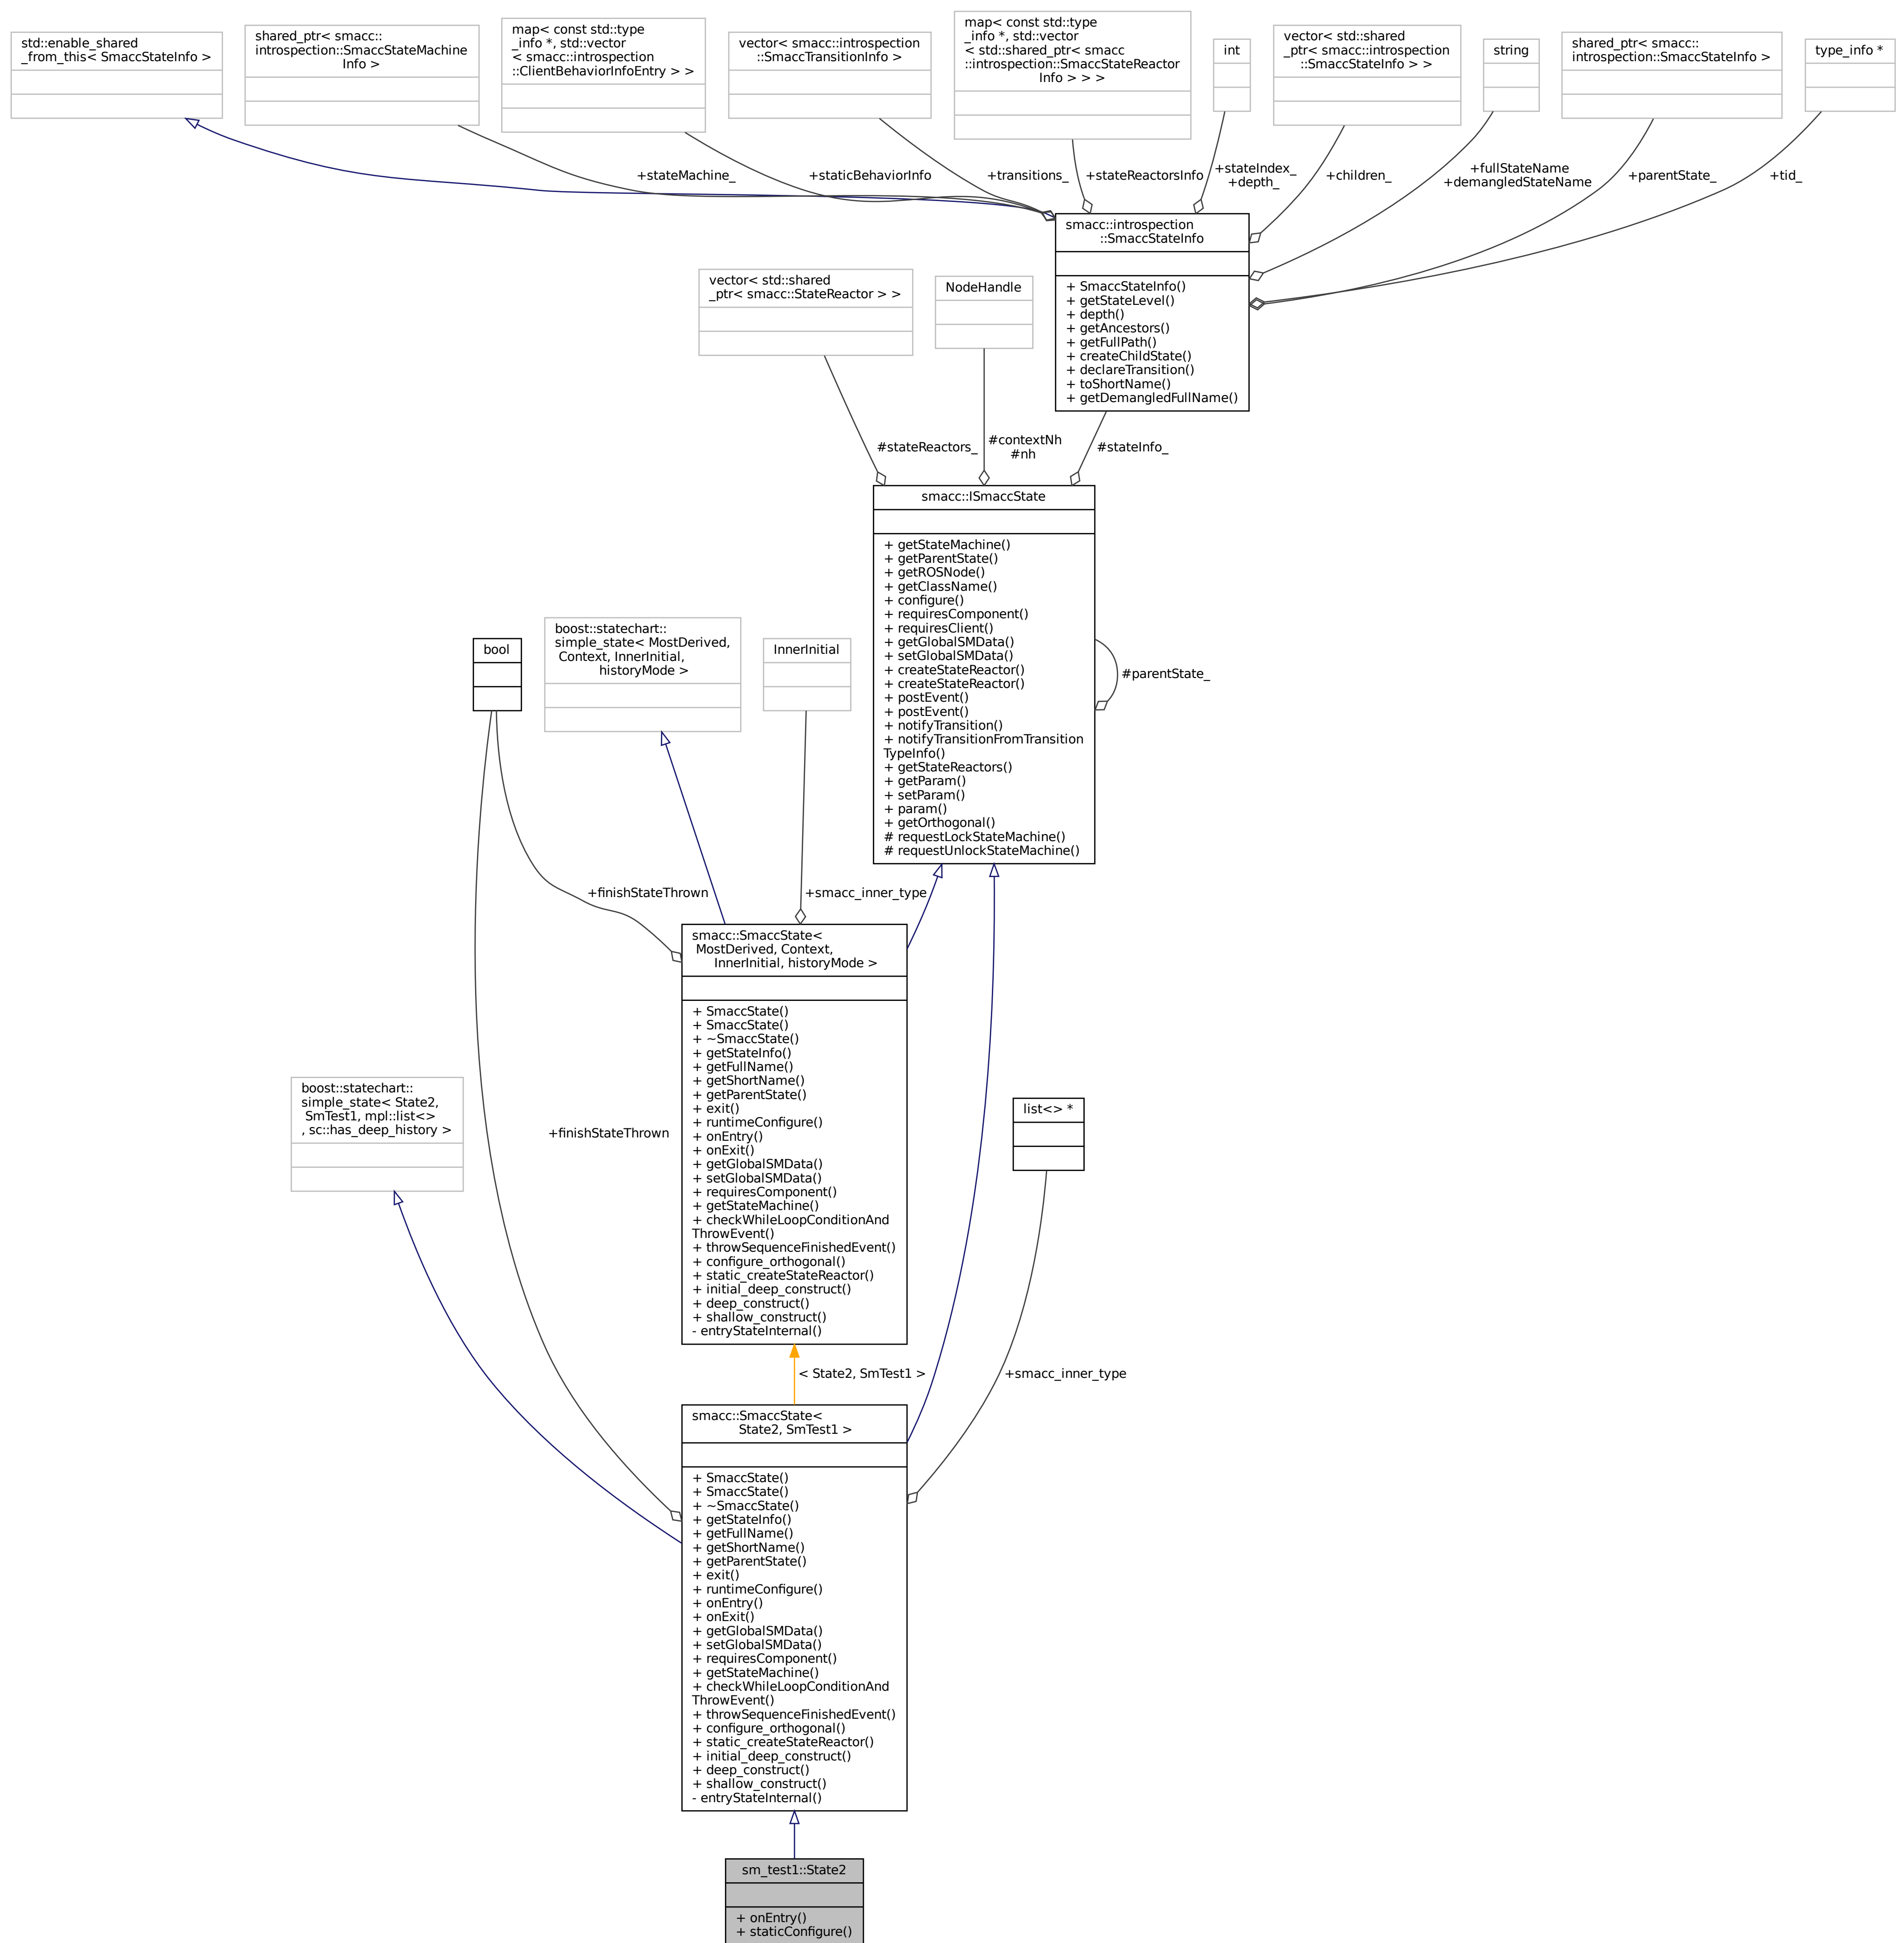 std::enable_shared
_from_this< SmaccStateInfo >
shared_ptr< smacc::
introspection::SmaccStateMachine
Info >
map< const std::type
_info *, std::vector
< smacc::introspection
::ClientBehaviorInfoEntry > >
vector< smacc::introspection
::SmaccTransitionInfo >
map< const std::type
_info *, std::vector
< std::shared_ptr< smacc
::introspection::SmaccStateReactor
Info > > >
int
vector< std::shared
_ptr< smacc::introspection
::SmaccStateInfo > >
string
shared_ptr< smacc::
introspection::SmaccStateInfo >
type_info *
+stateMachine_
+staticBehaviorInfo
+transitions_
+stateReactorsInfo
+stateIndex_
+depth_
+children_
+fullStateName
+demangledStateName
+parentState_
+tid_
smacc::introspection
::SmaccStateInfo
+ SmaccStateInfo()
+ getStateLevel()
+ depth()
+ getAncestors()
+ getFullPath()
+ createChildState()
+ declareTransition()
+ toShortName()
+ getDemangledFullName()
vector< std::shared
_ptr< smacc::StateReactor > >
NodeHandle
#stateReactors_
#contextNh
#nh
#stateInfo_
smacc::ISmaccState
+ getStateMachine()
+ getParentState()
+ getROSNode()
+ getClassName()
+ configure()
+ requiresComponent()
+ requiresClient()
+ getGlobalSMData()
+ setGlobalSMData()
+ createStateReactor()
+ createStateReactor()
+ postEvent()
+ postEvent()
+ notifyTransition()
+ notifyTransitionFromTransition
TypeInfo()
+ getStateReactors()
+ getParam()
+ setParam()
+ param()
+ getOrthogonal()
# requestLockStateMachine()
# requestUnlockStateMachine()
#parentState_
bool
boost::statechart::
simple_state< MostDerived,
Context, InnerInitial,
historyMode >
InnerInitial
+finishStateThrown
+smacc_inner_type
smacc::SmaccState<
MostDerived, Context,
InnerInitial, historyMode >
+ SmaccState()
+ SmaccState()
+ ~SmaccState()
+ getStateInfo()
+ getFullName()
+ getShortName()
+ getParentState()
+ exit()
+ runtimeConfigure()
+ onEntry()
+ onExit()
+ getGlobalSMData()
+ setGlobalSMData()
+ requiresComponent()
+ getStateMachine()
+ checkWhileLoopConditionAnd
ThrowEvent()
+ throwSequenceFinishedEvent()
+ configure_orthogonal()
+ static_createStateReactor()
+ initial_deep_construct()
+ deep_construct()
+ shallow_construct()
- entryStateInternal()
boost::statechart::
simple_state< State2,
SmTest1, mpl::list<>
, sc::has_deep_history >
+finishStateThrown
list<> *
< State2, SmTest1 >
+smacc_inner_type
smacc::SmaccState<
State2, SmTest1 >
+ SmaccState()
+ SmaccState()
+ ~SmaccState()
+ getStateInfo()
+ getFullName()
+ getShortName()
+ getParentState()
+ exit()
+ runtimeConfigure()
+ onEntry()
+ onExit()
+ getGlobalSMData()
+ setGlobalSMData()
+ requiresComponent()
+ getStateMachine()
+ checkWhileLoopConditionAnd
ThrowEvent()
+ throwSequenceFinishedEvent()
+ configure_orthogonal()
+ static_createStateReactor()
+ initial_deep_construct()
+ deep_construct()
+ shallow_construct()
- entryStateInternal()
sm_test1::State2
+ onEntry()
+ staticConfigure()